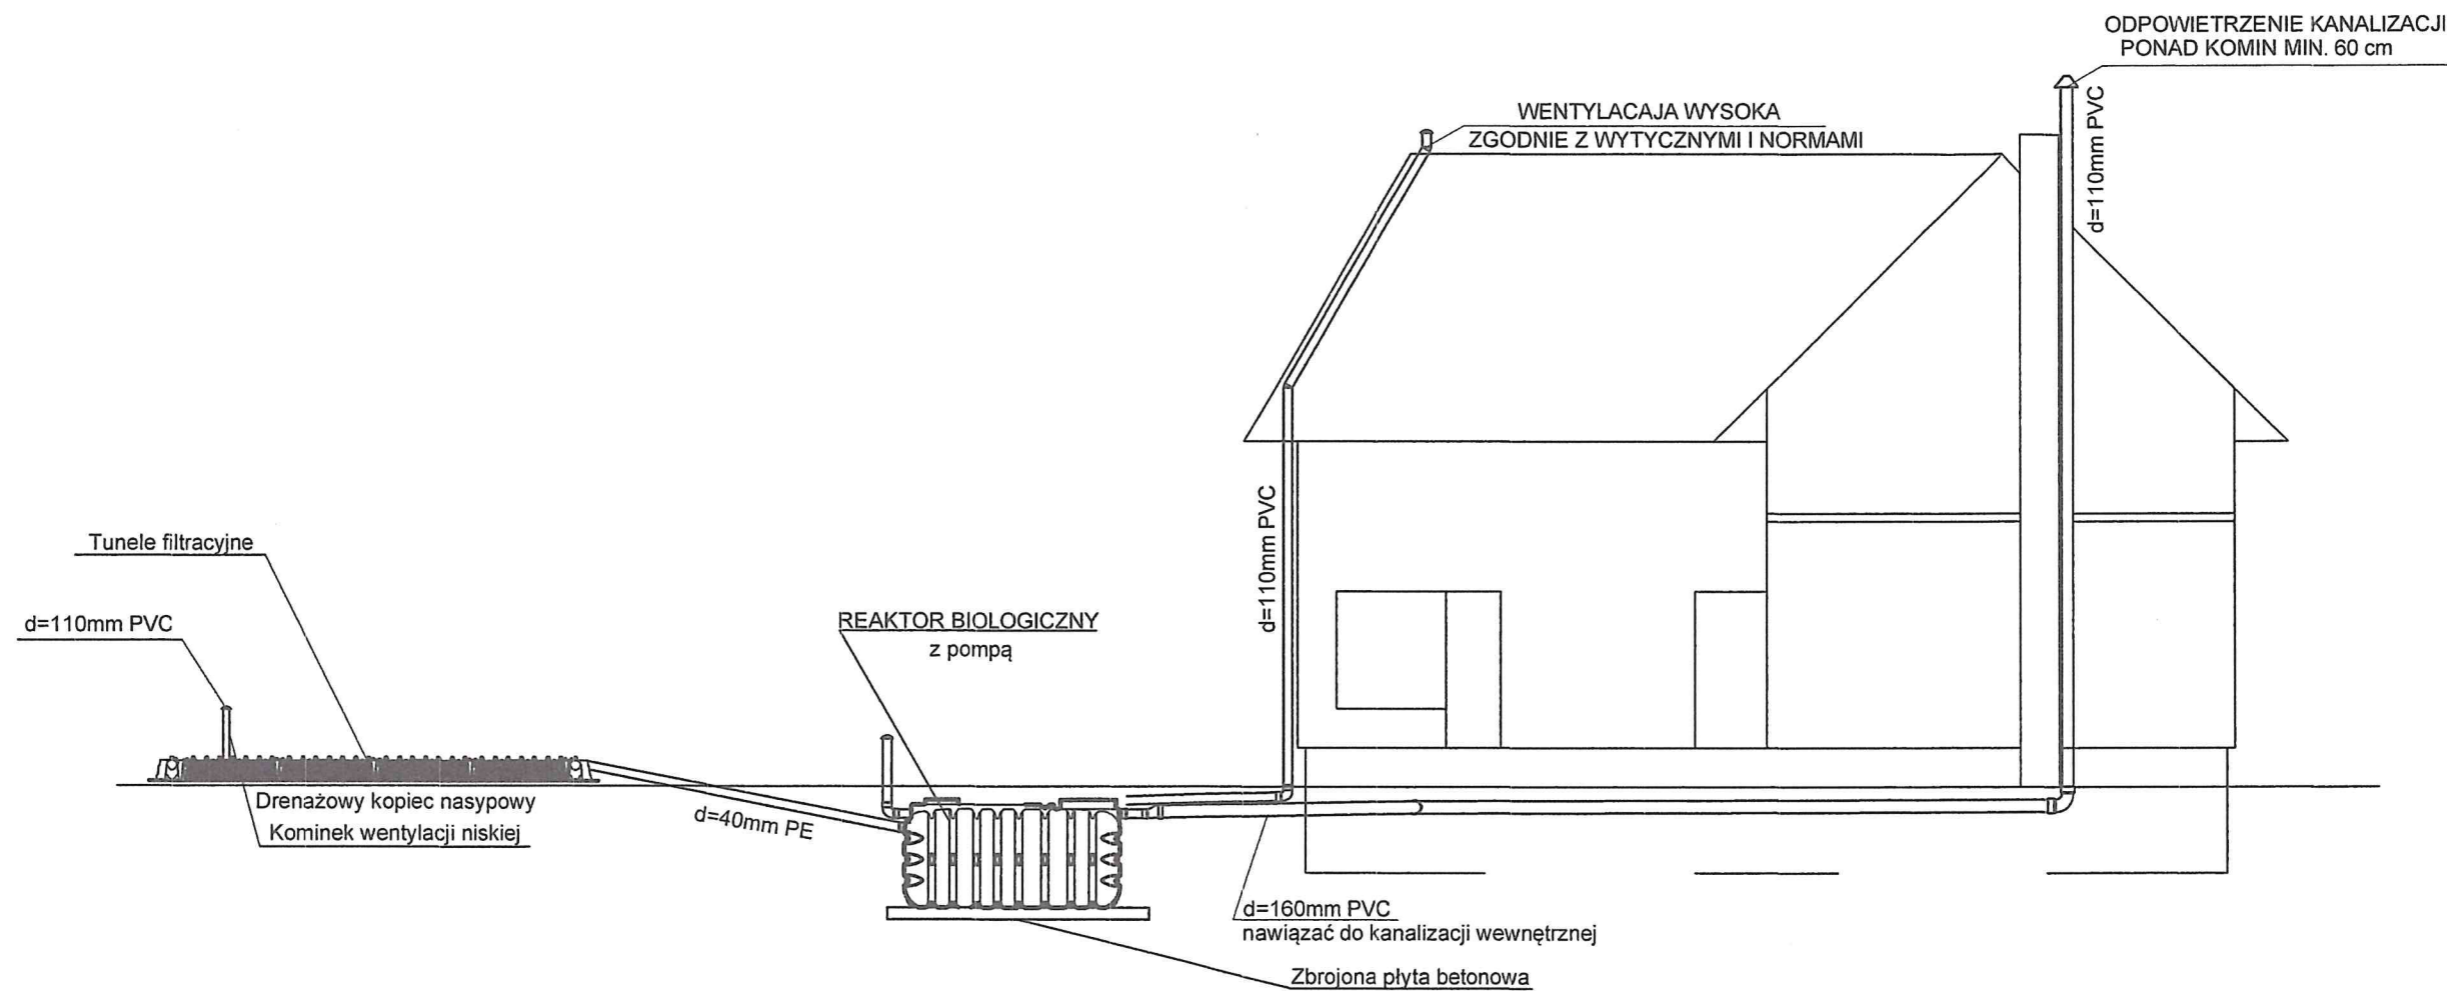 ODPOWIETRZENIE KANALIZACJI
PONAD KOMIN MIN. 60 cm
d=110mm PVC
WENTYLACAJA WYSOKA
ZGODNIE Z WYTYCZNYMI I NORMAMI
d=110mm PVC
Tunele filtracyjne
d=110mm PVC
REAKTOR BIOLOGICZNY
z pompą
Drenażowy kopiec nasypowy
Kominek wentylacji niskiej
d=40mm PE
d=160mm PVC
nawiązać do kanalizacji wewnętrznej
Zbrojona płyta betonowa